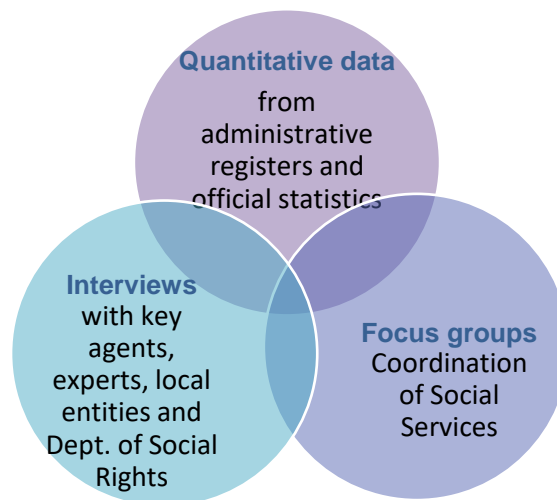 Quantitative data
from
administrative
registers and
official statistics
Interviews
with key
agents,
experts, local
entities and
Dept. of Social
Rights
Focus groups
Coordination
of Social
Services